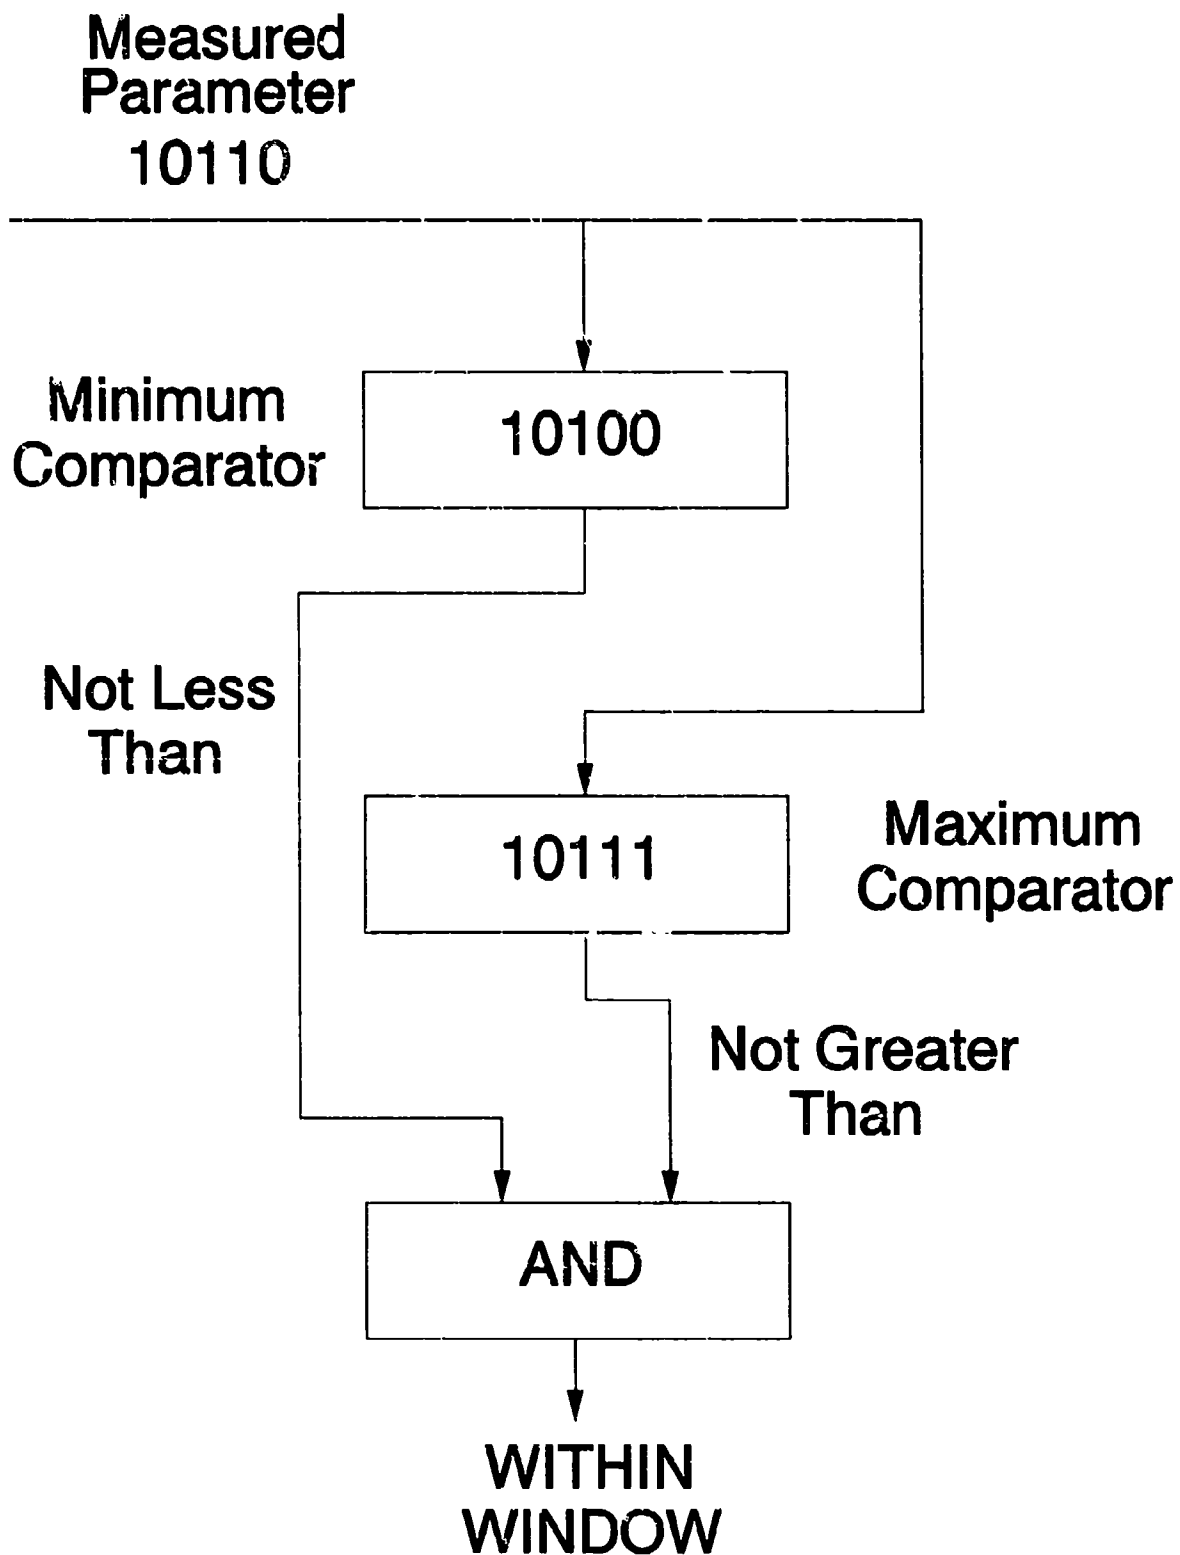 Measured
Parameter
10110
Minimum
Comparator
10100
Not Less
Than
10111
Maximum
Comparator
Not Greater
Than
AND
WITHIN
WINDOW